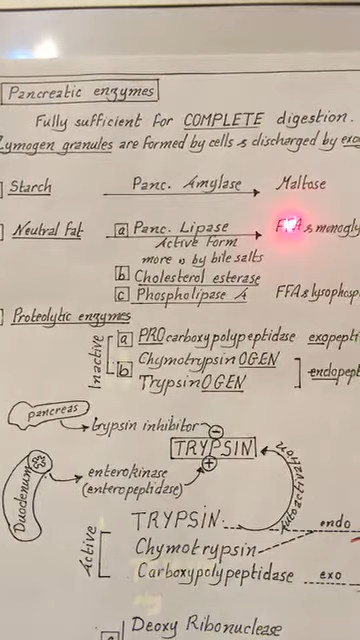 Pancreatic enzymes
Fully sufficient for COMPLETE digestion.
Zymogen granules are formed by cells & discharged by exo
Starch Panc. Amylase Maltose
Neutral fat a Panc. Lipase FFA & monogly
Active form
more » by bile salts
b Cholesterol esterase
c Phospholipase A FFA & lysophosp
Proteolytic enzymes
Inactive
a PROcarboxypolypeptidase exopepti
b ChymotrypsinOGEN
TrypsinOGEN
endopept
pancreas
trypsin inhibitor −
TRYPSIN
+
Duodenum
enterokinase
(enteropeptidase)
Autoactivation
Active
TRYPSIN endo
Chymotrypsin
Carboxypolypeptidase exo
Deoxy Ribonuclease
a